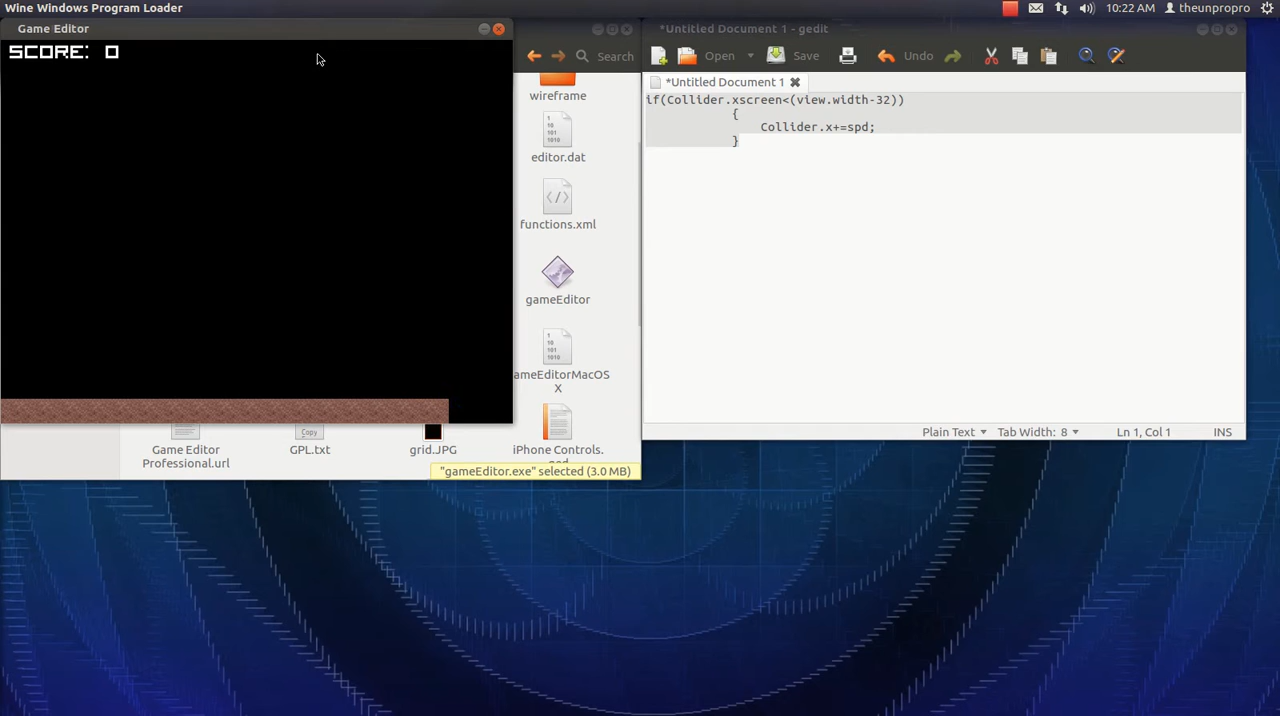 Wine Windows Program Loader
10:22 AM
theunpropro
Game Editor
SCORE: 0
Search
wireframe
editor.dat
functions.xml
gameEditor
ameEditorMacOS
X
Game Editor
Professional.url
Copy
GPL.txt
grid.JPG
iPhone Controls.
"gameEditor.exe" selected (3.0 MB)
*Untitled Document 1 - gedit
Open
Save
Undo
*Untitled Document 1
if(Collider.xscreen<(view.width-32))
{
Collider.x+=spd;
}
Plain Text
Tab Width: 8
Ln 1, Col 1
INS